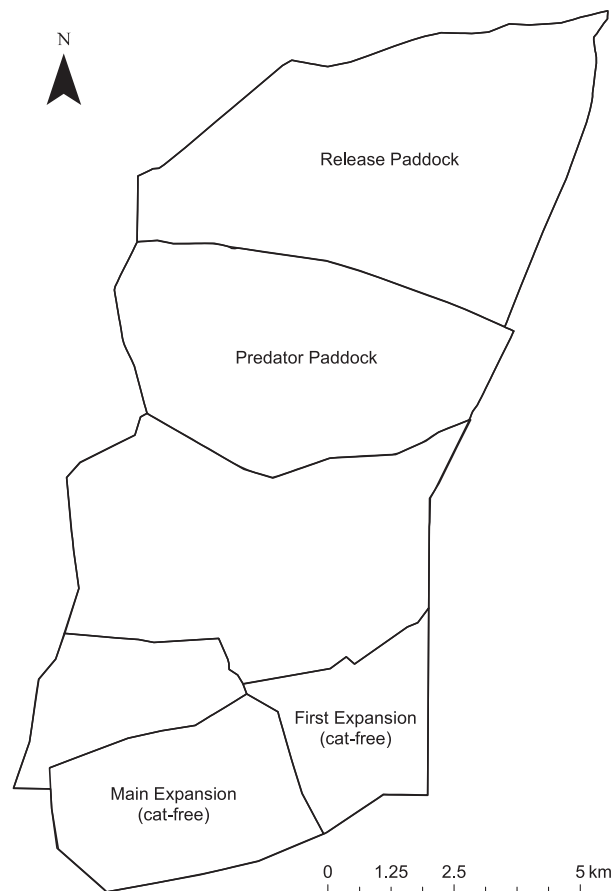 N
Release Paddock
Predator Paddock
First Expansion
(cat-free)
Main Expansion
(cat-free)
0 1.25 2.5 5 km